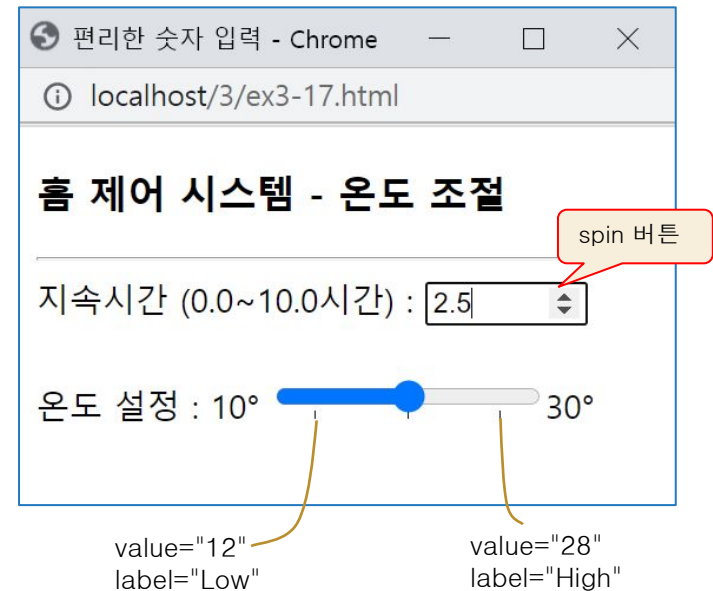 편리한 숫자 입력 - Chrome
localhost/3/ex3-17.html
홈 제어 시스템 - 온도 조절
spin 버튼
지속시간 (0.0~10.0시간) : 2.5
온도 설정 : 10° 30°
value="12"
label="Low"
value="28"
label="High"